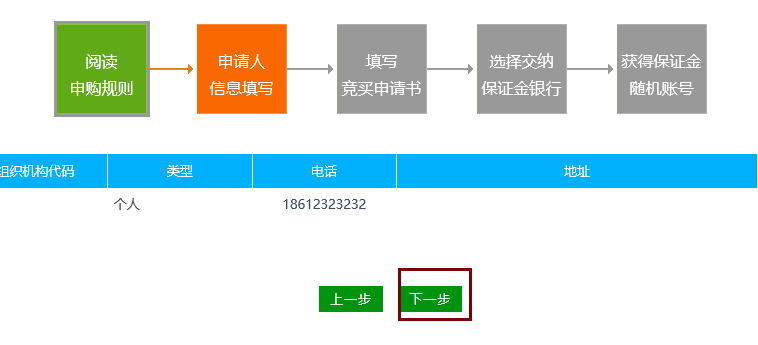 阅读
申购规则
申请人
信息填写
填写
竞买申请书
选择交纳
保证金银行
获得保证金
随机账号
组织机构代码 类型 电话 地址
个人 18612323232
上一步 下一步